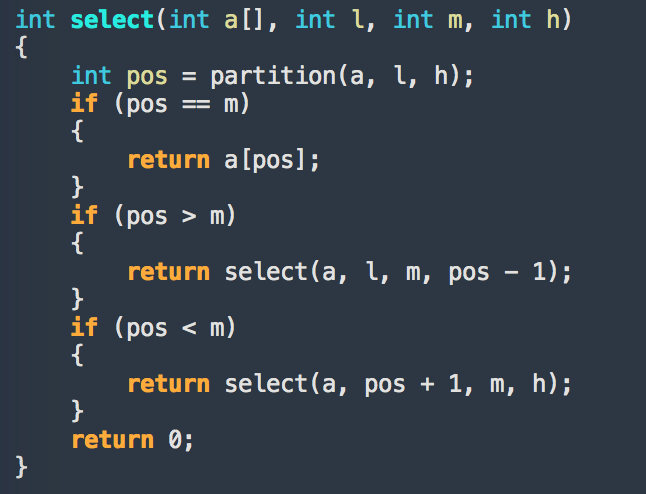 int select(int a[], int l, int m, int h)
{
    int pos = partition(a, l, h);
    if (pos == m)
    {
        return a[pos];
    }
    if (pos > m)
    {
        return select(a, l, m, pos - 1);
    }
    if (pos < m)
    {
        return select(a, pos + 1, m, h);
    }
    return 0;
}